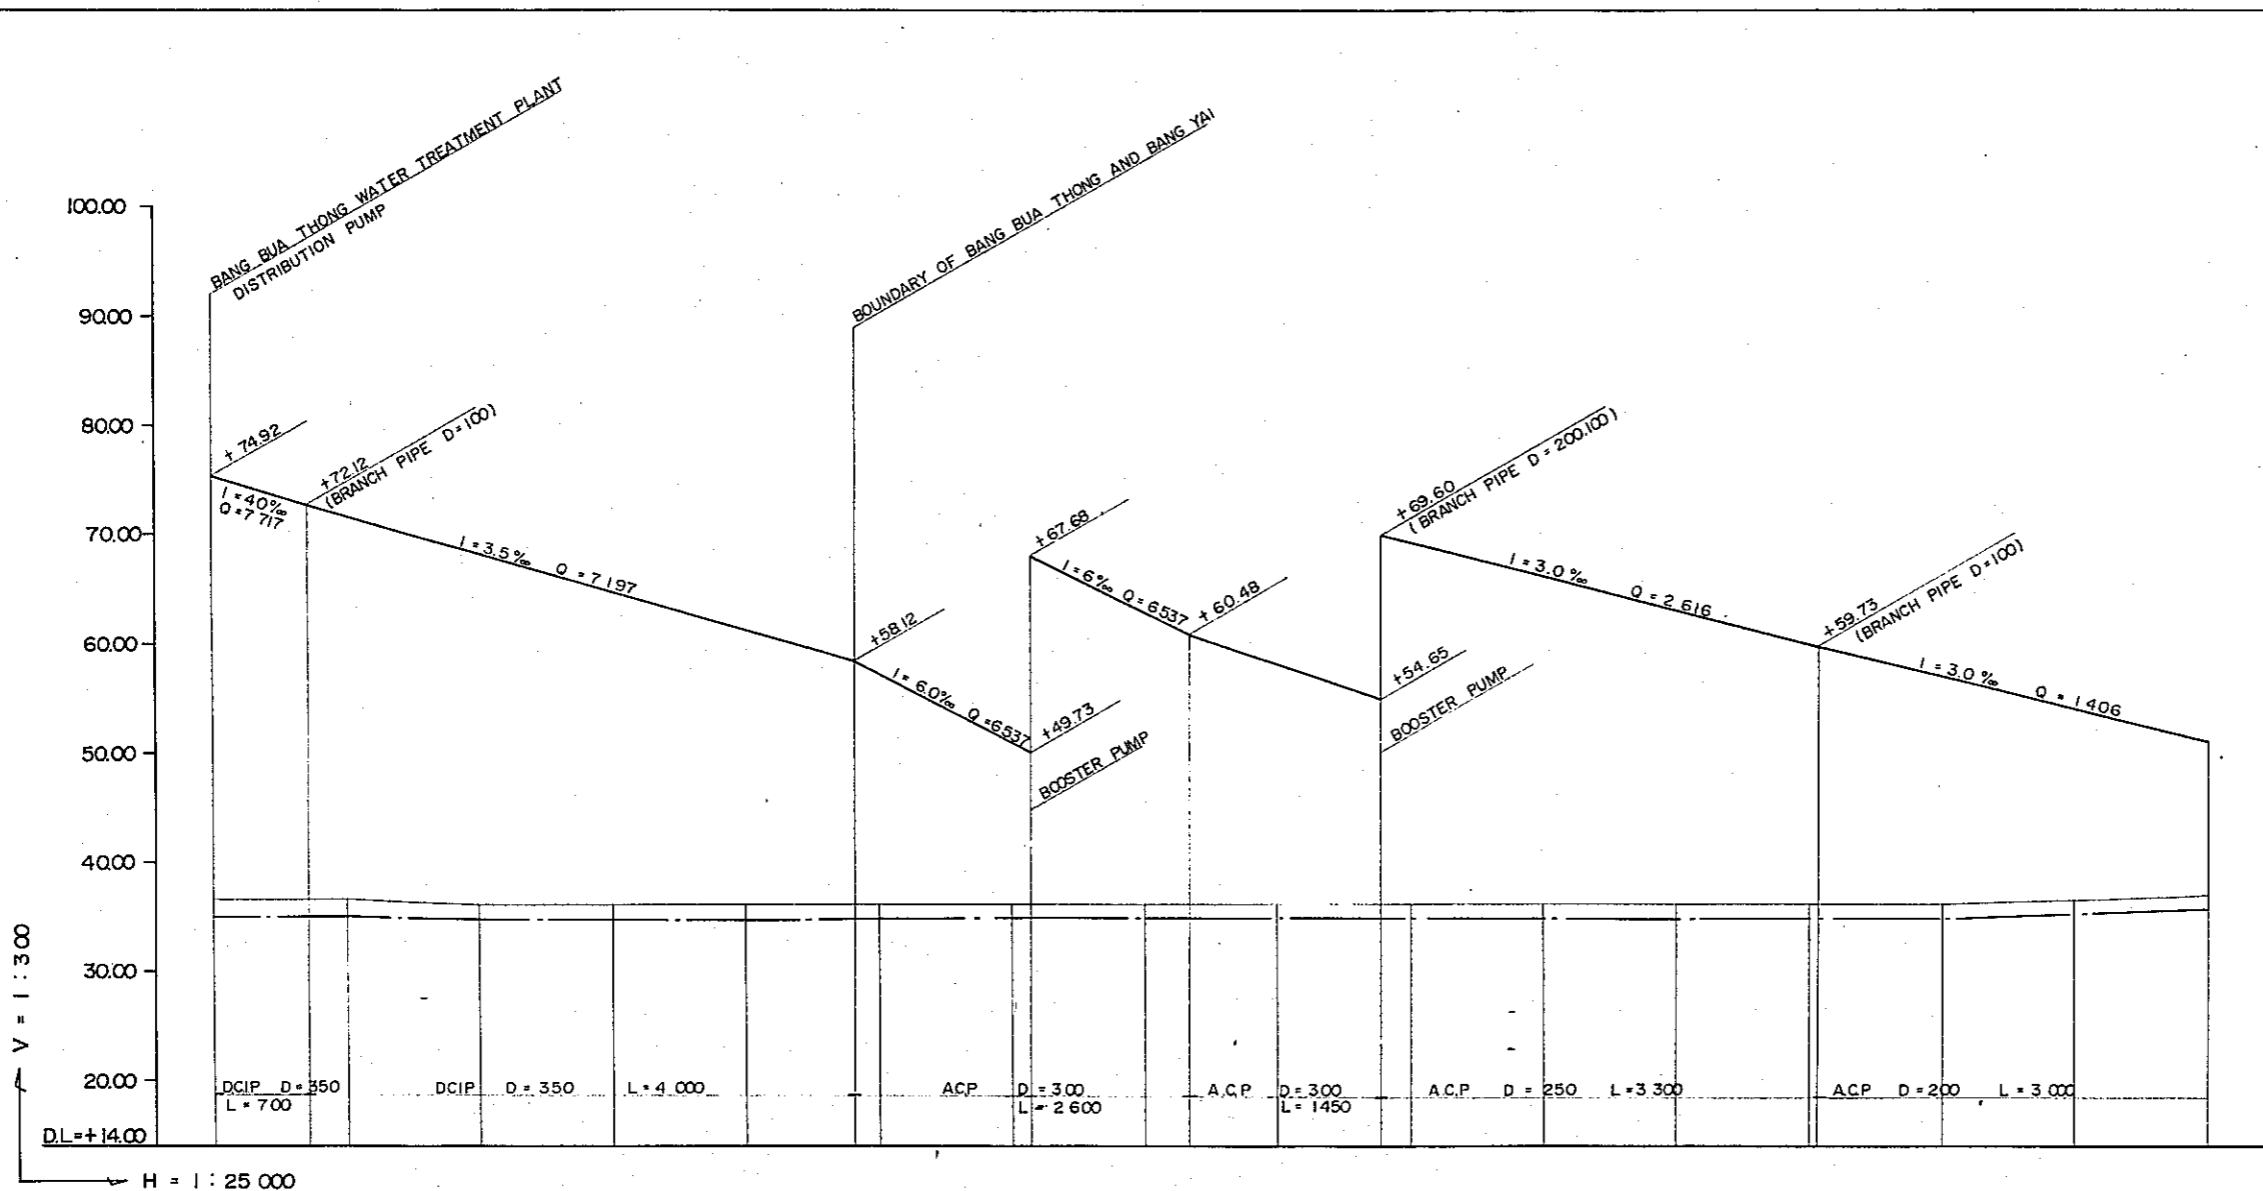 BANG BUA THONG WATER TREATMENT PLANT
DISTRIBUTION PUMP
BOUNDARY OF BANG BUA THONG AND BANG YAI
100.00
90.00
80.00
70.00
60.00
50.00
40.00
30.00
20.00
D.L=+14.00
V = 1 : 300
H = 1 : 25 000
+ 74.92
+72.12
(BRANCH PIPE D=100)
I = 4.0‰
Q = 7 717
I = 3.5‰ Q = 7 197
+58.12
I = 6.0‰ Q = 6537
+49.73
BOOSTER PUMP
+67.68
I = 6‰ Q = 6537
+ 60.48
+69.60
(BRANCH PIPE D = 200.100)
+54.65
BOOSTER PUMP
I = 3.0‰ Q = 2 616
+59.73
(BRANCH PIPE D=100)
I = 3.0‰ Q = 1 406
DCIP D = 350
L = 700
DCIP D = 350 L = 4 000
ACP D = 300
L = 2 600
A.C.P D = 300
L = 1450
A.C.P D = 250 L = 3 300
A.C.P D = 200 L = 3 000